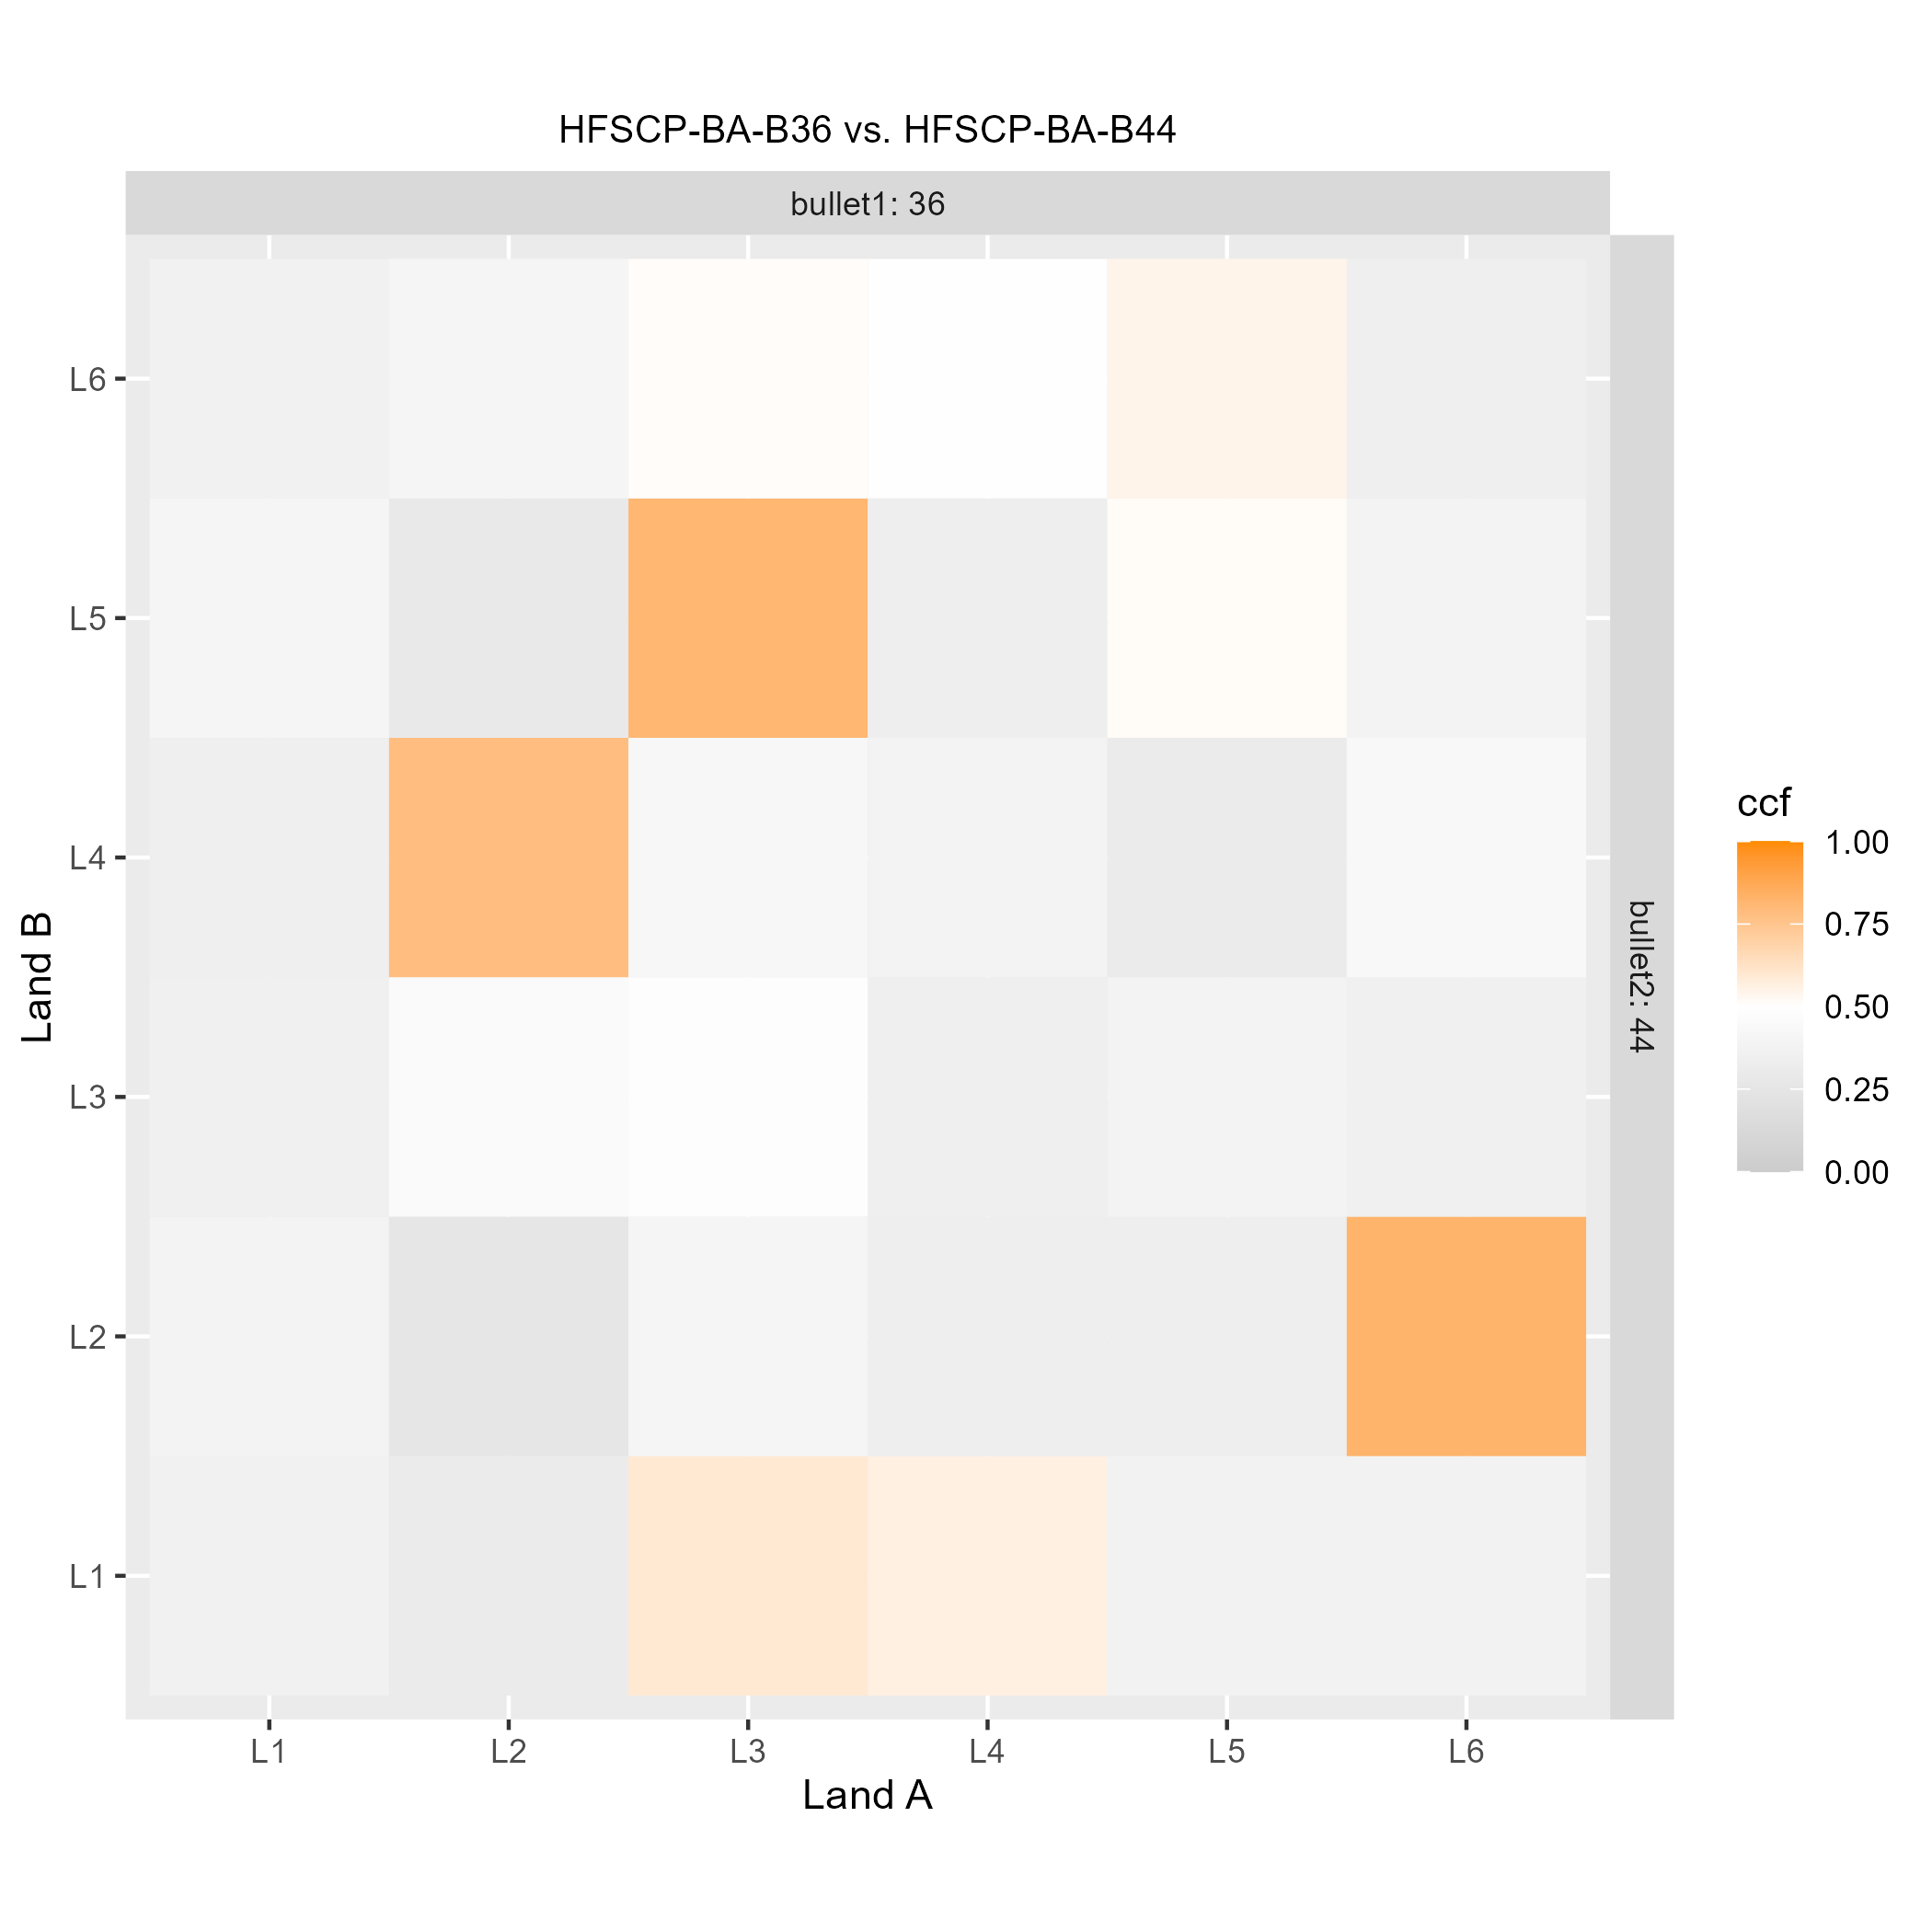 HFSCP-BA-B36 vs. HFSCP-BA-B44
bullet1: 36
L6
L5
L4
L3
L2
L1
Land B
bullet2: 44
L1 L2 L3 L4 L5 L6
Land A
ccf
1.00
0.75
0.50
0.25
0.00